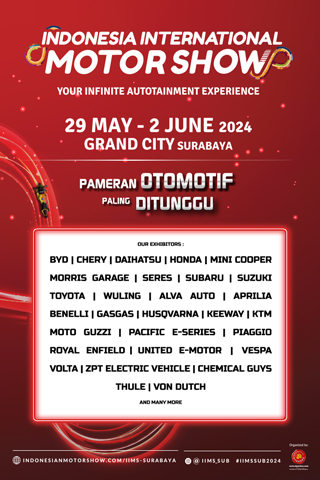 INDONESIA INTERNATIONAL
MOTOR SHOW
YOUR INFINITE AUTOTAINMENT EXPERIENCE
29 MAY - 2 JUNE 2024
GRAND CITY SURABAYA
PAMERAN OTOMOTIF
PALING DITUNGGU
OUR EXHIBITORS :
BYD | CHERY | DAIHATSU | HONDA | MINI COOPER
MORRIS GARAGE | SERES | SUBARU | SUZUKI
TOYOTA | WULING | ALVA AUTO | APRILIA
BENELLI | GASGAS | HUSQVARNA | KEEWAY | KTM
MOTO GUZZI | PACIFIC E-SERIES | PIAGGIO
ROYAL ENFIELD | UNITED E-MOTOR | VESPA
VOLTA | ZPT ELECTRIC VEHICLE | CHEMICAL GUYS
THULE | VON DUTCH
AND MANY MORE
Organized by:
INDONESIANMOTORSHOW.COM/IIMS-SURABAYA
@ IIMS_SUB #IIMSSUB2024